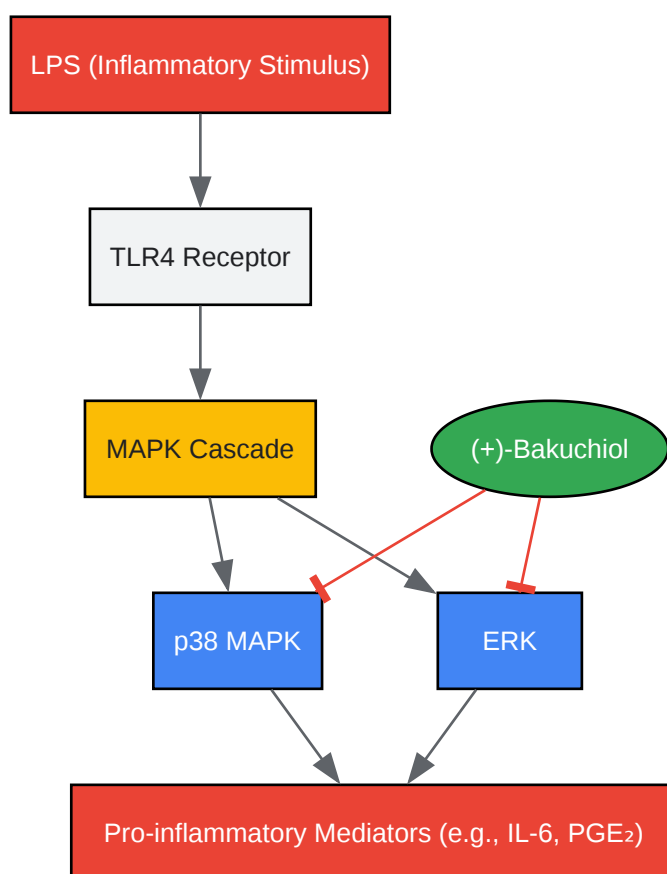 LPS (Inflammatory Stimulus)
TLR4 Receptor
MAPK Cascade
(+)-Bakuchiol
p38 MAPK
ERK
Pro-inflammatory Mediators (e.g., IL-6, PGE₂)